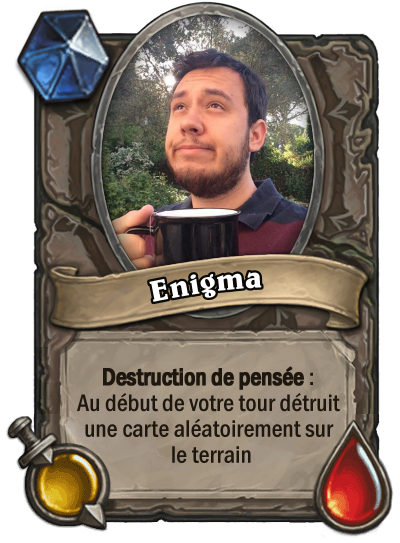 Enigma
Destruction de pensée :
Au début de votre tour détruit
une carte aléatoirement sur
le terrain